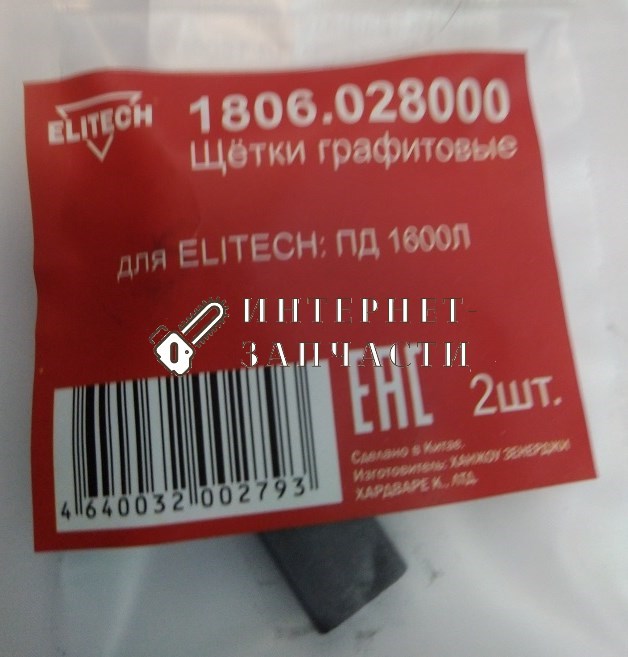 ELITECH
1806.028000
Щётки графитовые
для ELITECH: ПД 1600Л
ИНТЕРНЕТ-
ЗАПЧАСТИ
ЕАС
2шт.
Сделано в Китае.
Изготовитель: ХАНЖОУ ЗЕНЕРДЖИ
ХАРДВАРЕ К., ЛТД.
4 640032 002793